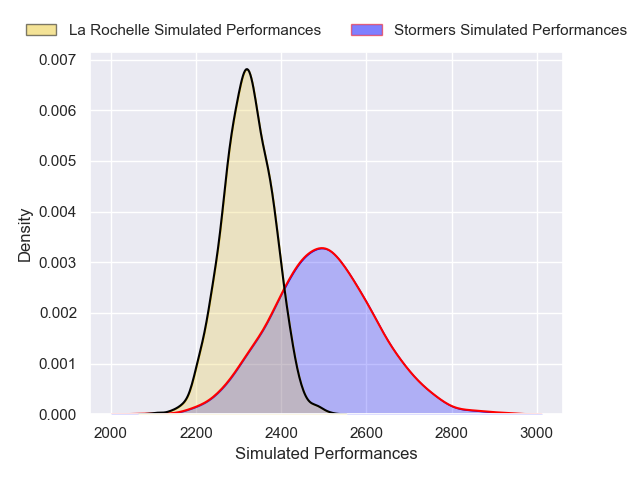 La Rochelle Simulated Performances Stormers Simulated Performances
0.007
0.006
0.005
0.004
0.003
0.002
0.001
0.000
Density
2000 2200 2400 2600 2800 3000
Simulated Performances